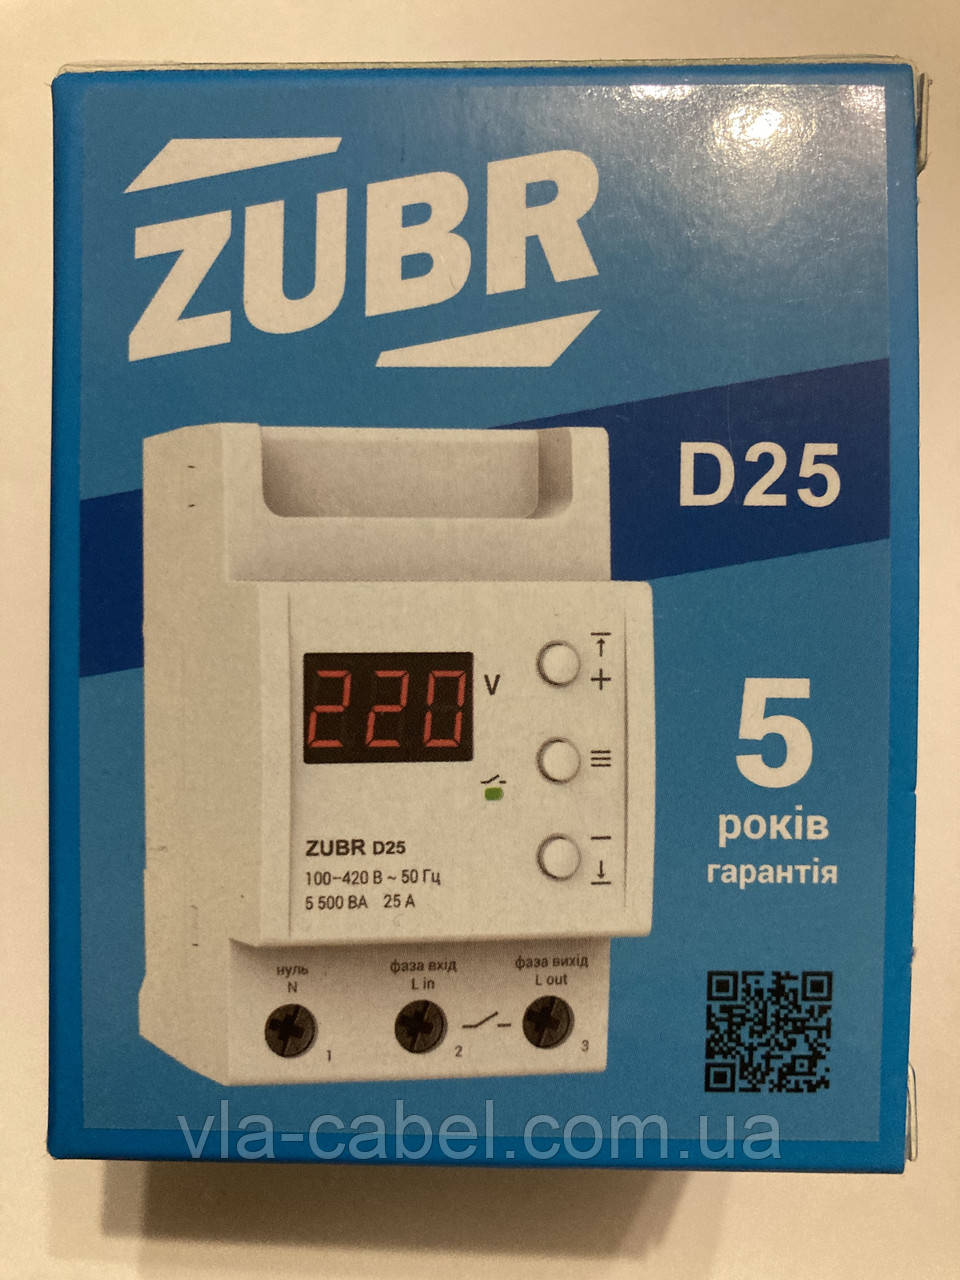 ZUBR
D25
220 V
+
ZUBR D25
100–420 В ~ 50 Гц
5 500 ВА 25 А
5
років
гарантія
нуль
N
фаза вхід
L in
фаза вихід
L out
1
2
3
vla-cabel.com.ua